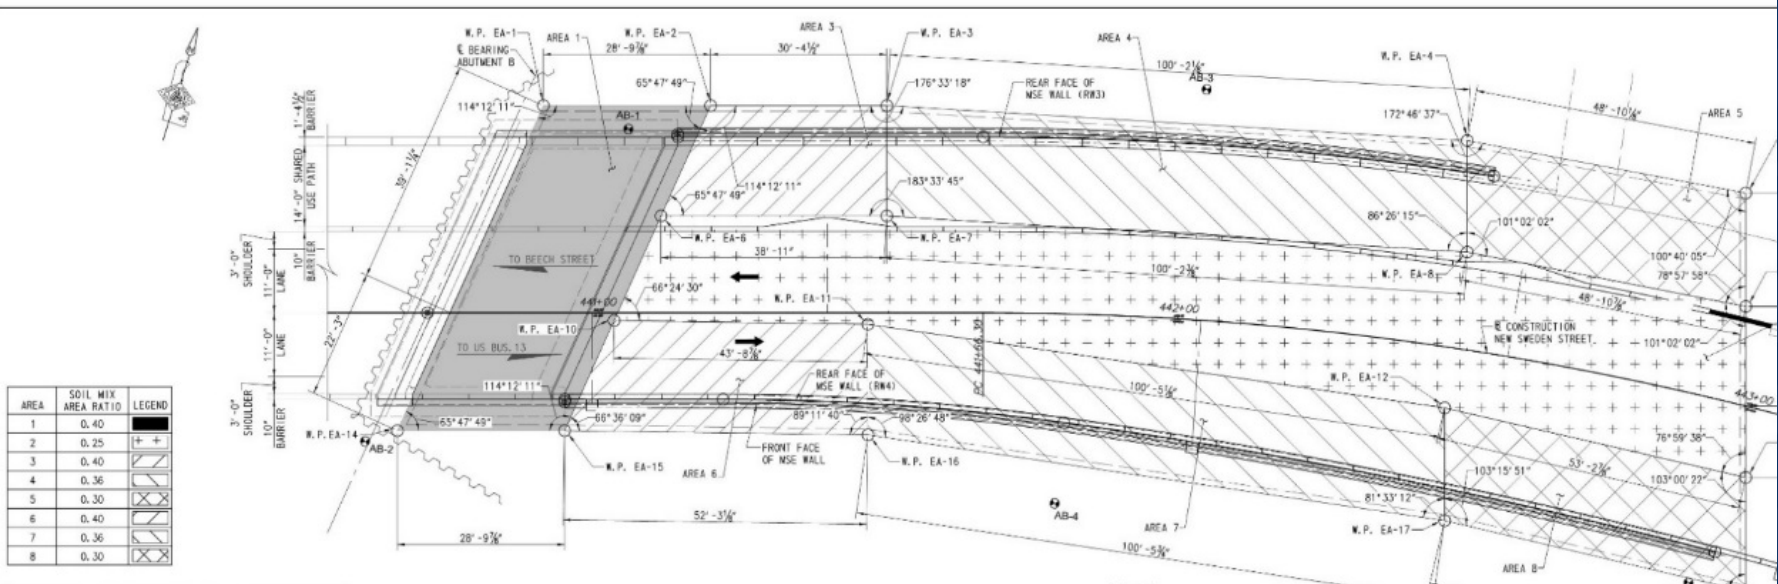 W.P. EA-1
AREA 1
W.P. EA-2
AREA 3
W.P. EA-3
AREA 4
W.P. EA-4
℄ BEARING
ABUTMENT B
28'-9⅞"
30'-4½"
100'-2⅛"
AB-3
65°47'49"
176°33'18"
REAR FACE OF
MSE WALL (RW3)
48'-10¼"
AREA 5
1'-4½"
BARRIER
114°12'11"
AB-1
172°46'37"
39'-1¼"
14'-0" SHARED
USE PATH
65°47'49"
114°12'11"
183°33'45"
86°26'15"
101°02'02"
10"
BARRIER
W.P. EA-6
W.P. EA-7
38'-11"
3'-0"
SHOULDER
11'-0"
LANE
TO BEECH STREET
100'-2⅜"
W.P. EA-8
100°40'05"
78°57'58"
66°24'30"
441+00
W.P. EA-11
442+00
48'-10⅞"
22'-3"
W.P. EA-10
11'-0"
LANE
TO US BUS. 13
43'-8⅞"
PC 441+66.30
℄ CONSTRUCTION
NEW SWEDEN STREET
101°02'02"
REAR FACE OF
MSE WALL (RW4)
100'-5⅛"
W.P. EA-12
443+00
114°12'11"
3'-0"
SHOULDER
10"
BARRIER
65°47'49"
66°36'09"
89°11'40"
98°26'48"
W.P. EA-14
AB-2
FRONT FACE
OF MSE WALL
76°59'38"
W.P. EA-15
AREA 6
W.P. EA-16
53'-2⅞"
103°15'51"
103°00'22"
81°33'12"
52'-3⅛"
AB-4
AREA 7
W.P. EA-17
28'-9⅞"
100'-5⅜"
AREA 8
AREA SOIL MIX AREA RATIO LEGEND
1 0.40
2 0.25
3 0.40
4 0.36
5 0.30
6 0.40
7 0.36
8 0.30